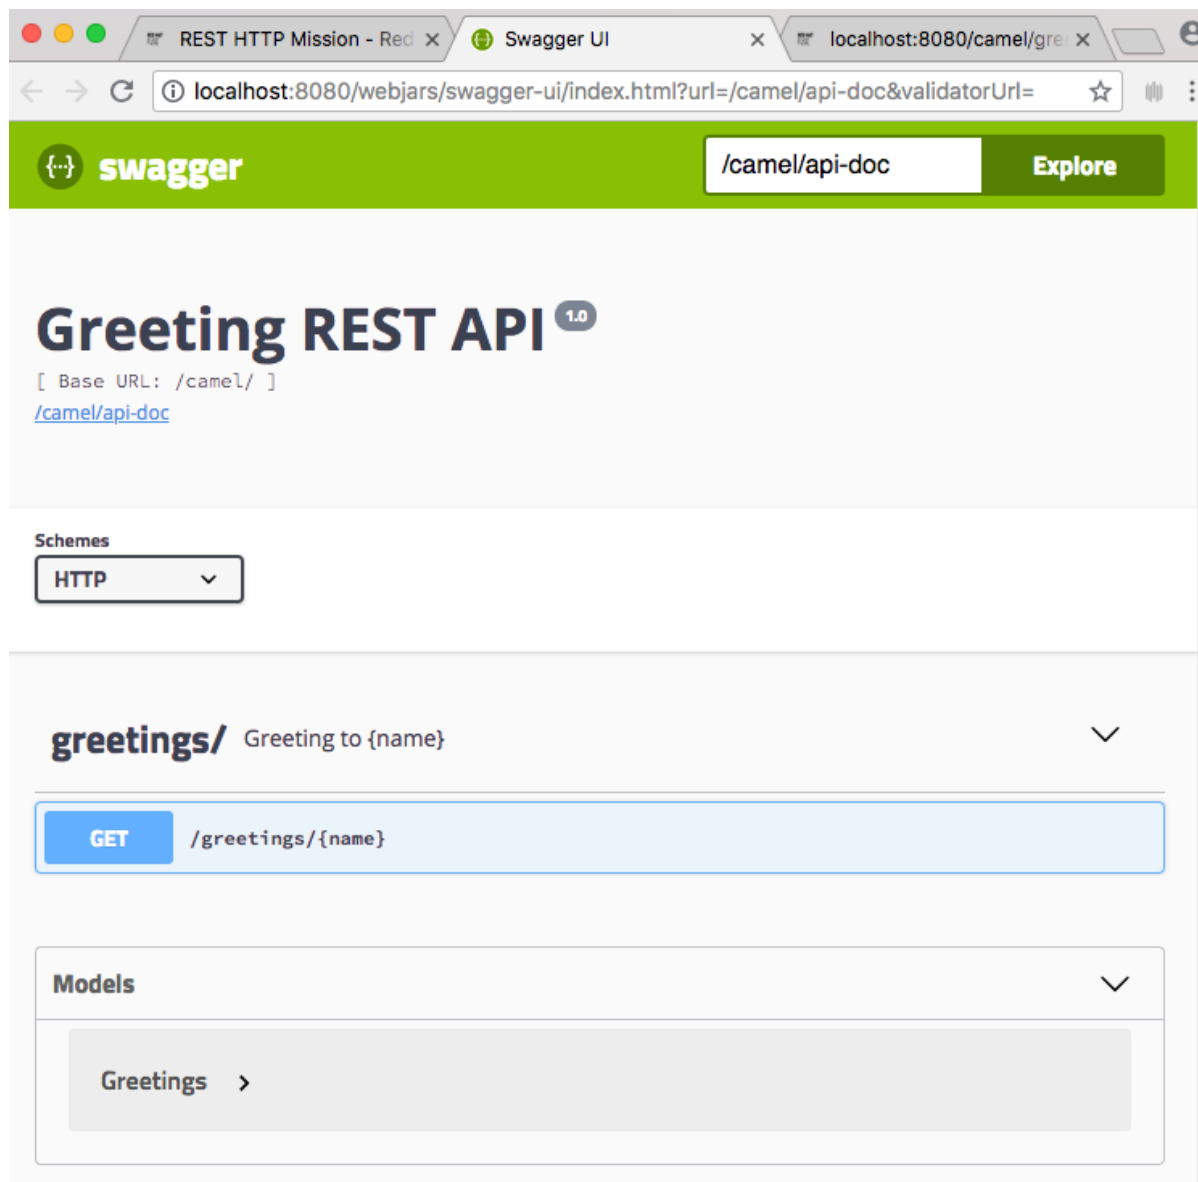 REST HTTP Mission - Red
Swagger UI
localhost:8080/camel/gre
localhost:8080/webjars/swagger-ui/index.html?url=/camel/api-doc&validatorUrl=
{···} swagger
/camel/api-doc
Explore
Greeting REST API 1.0
[ Base URL: /camel/ ]
/camel/api-doc
Schemes
HTTP
greetings/ Greeting to {name}
GET /greetings/{name}
Models
Greetings